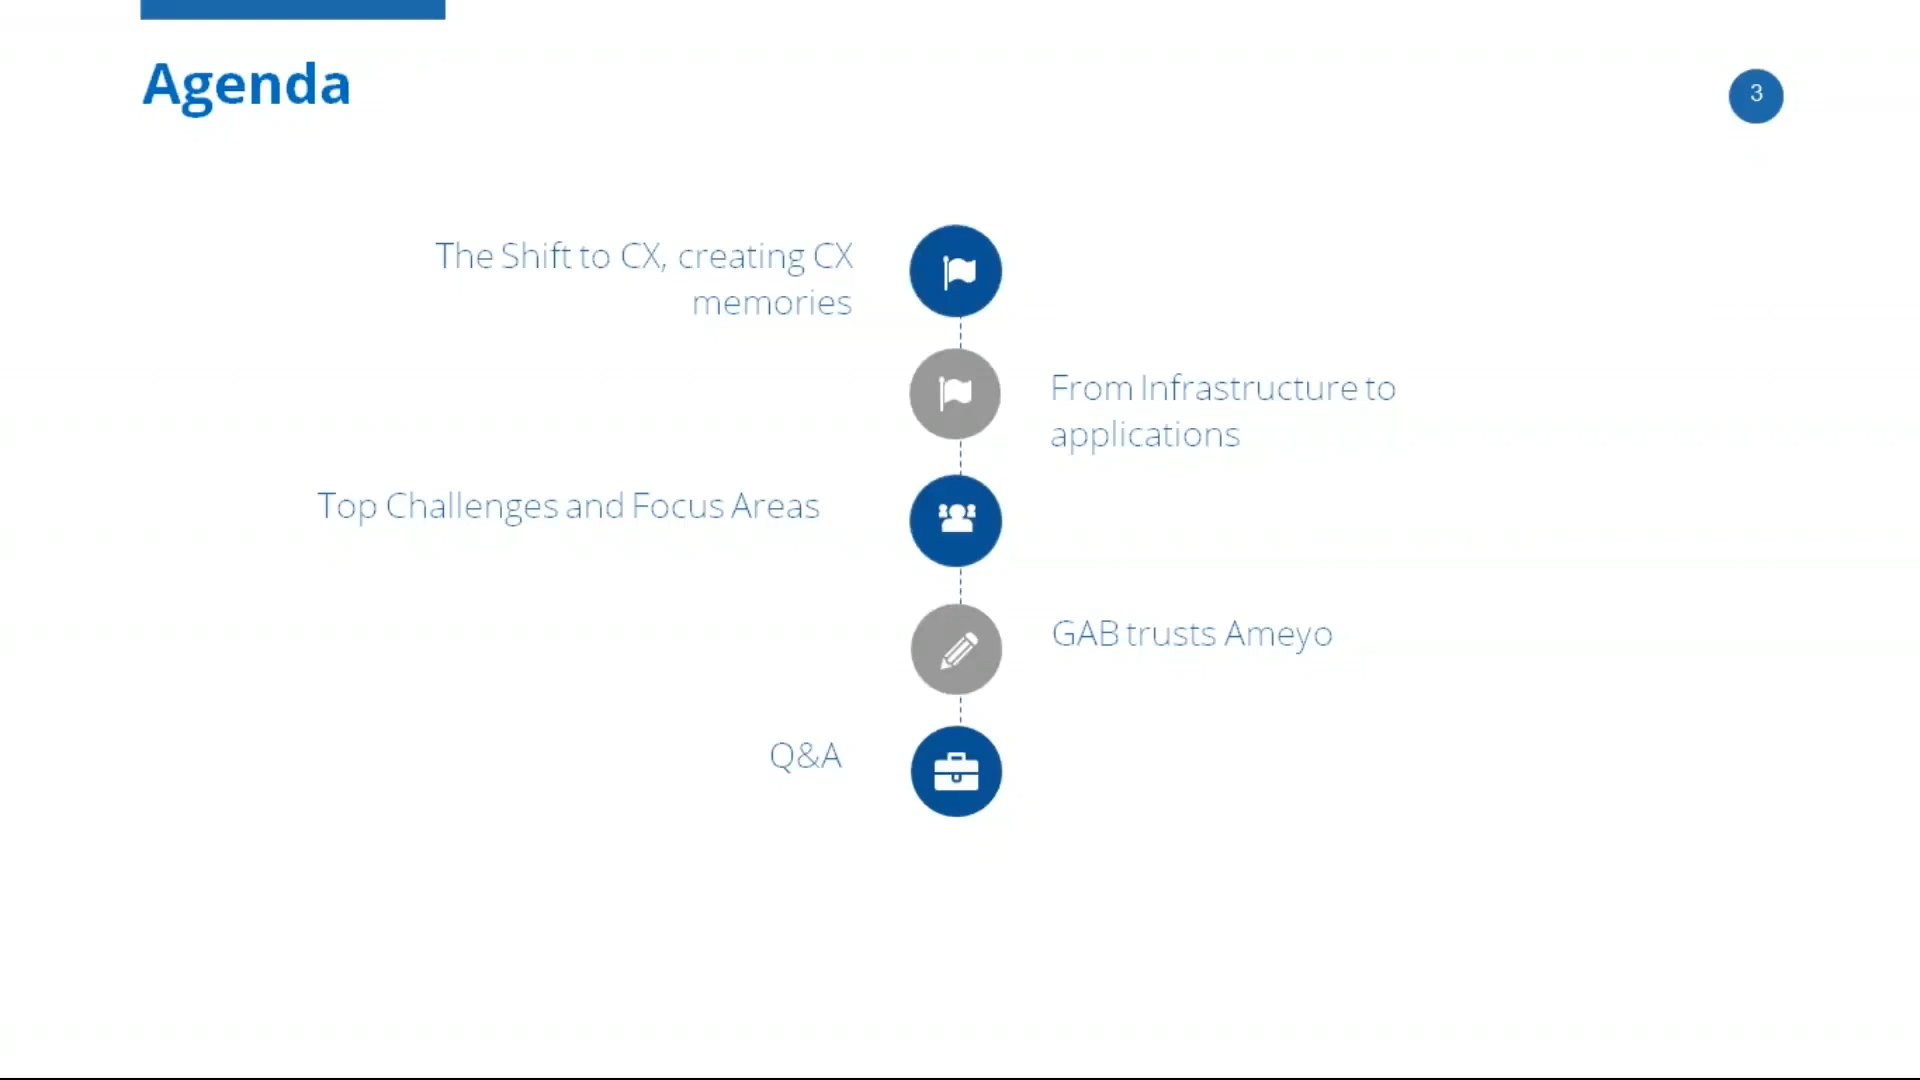 Agenda
3
The Shift to CX, creating CX
memories
From Infrastructure to
applications
Top Challenges and Focus Areas
GAB trusts Ameyo
Q&A